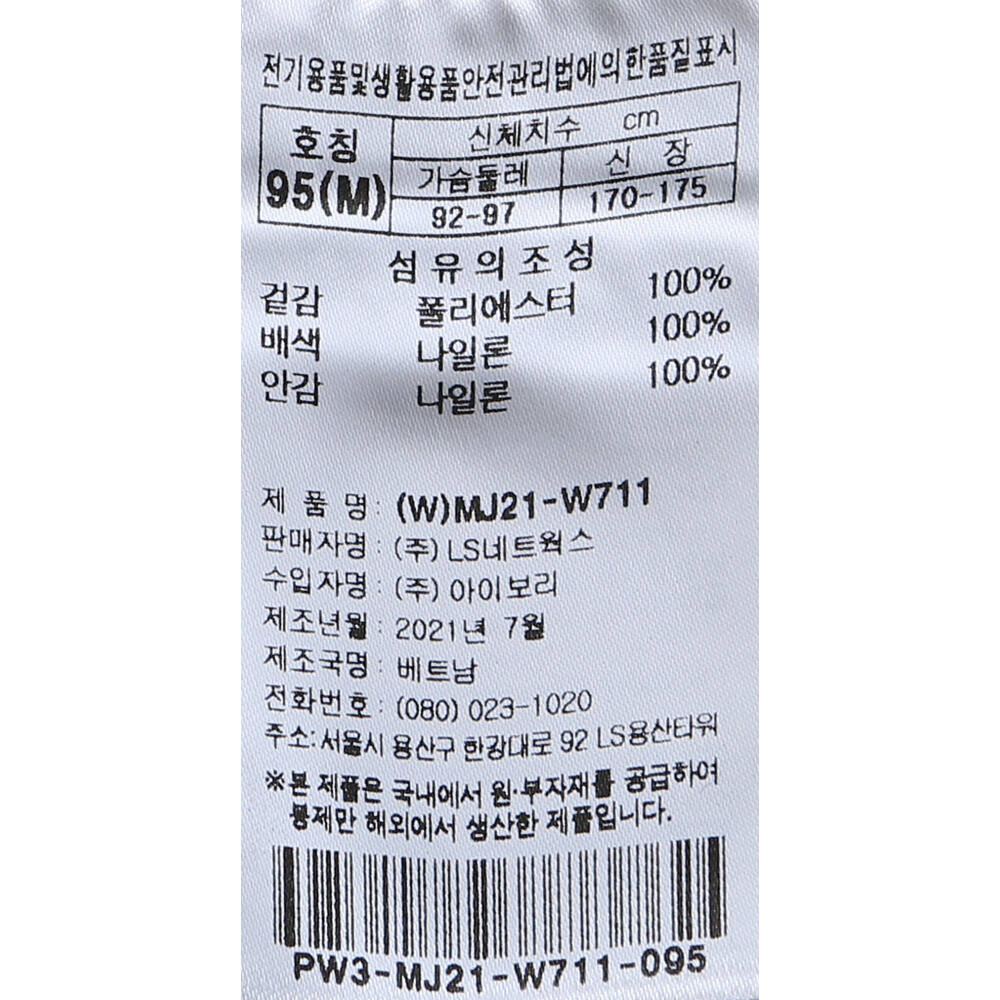 전기용품및생활용품안전관리법에의한품질표시
호칭 신체치수 cm
95(M) 가슴둘레 신 장
92-97 170-175
섬유의조성
겉감 폴리에스터 100%
배색 나일론 100%
안감 나일론 100%
제 품 명: (W)MJ21-W711
판매자명: (주) LS네트웍스
수입자명: (주) 아이보리
제조년월: 2021년 7월
제조국명: 베트남
전화번호: (080) 023-1020
주소:서울시 용산구 한강대로 92 LS용산타워
※본 제품은 국내에서 원·부자재를 공급하여
봉제만 해외에서 생산한 제품입니다.
PW3-MJ21-W711-095